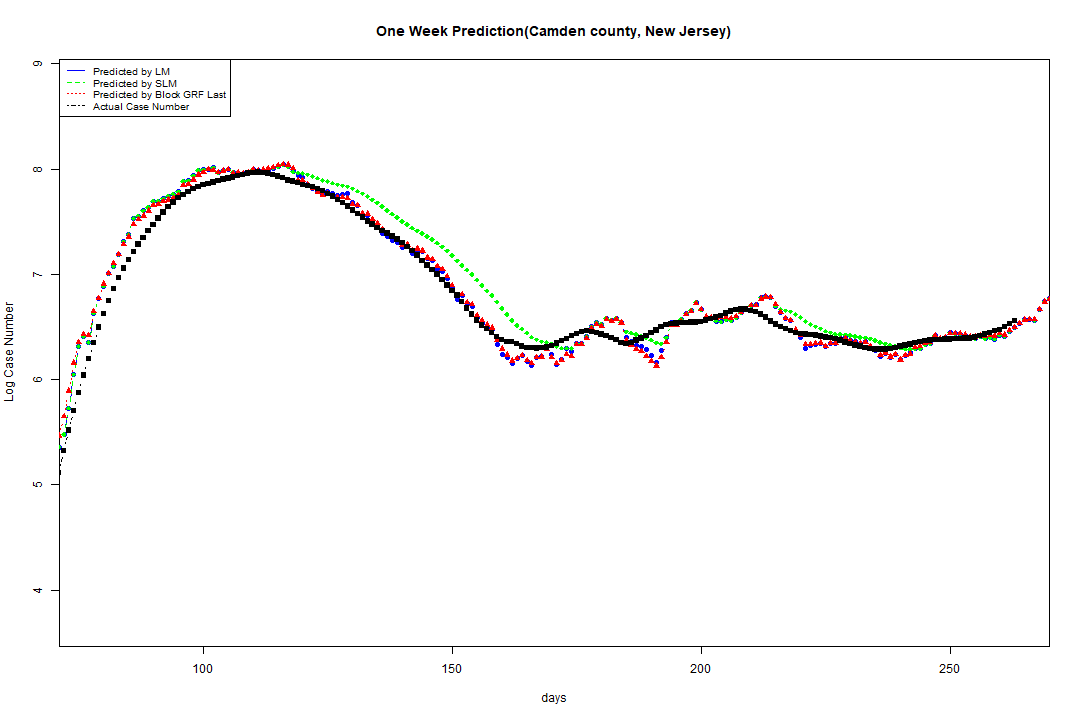 One Week Prediction(Camden county, New Jersey)
Predicted by LM
Predicted by SLM
Predicted by Block GRF Last
Actual Case Number
9
8
7
6
5
4
Log Case Number
100 150 200 250
days